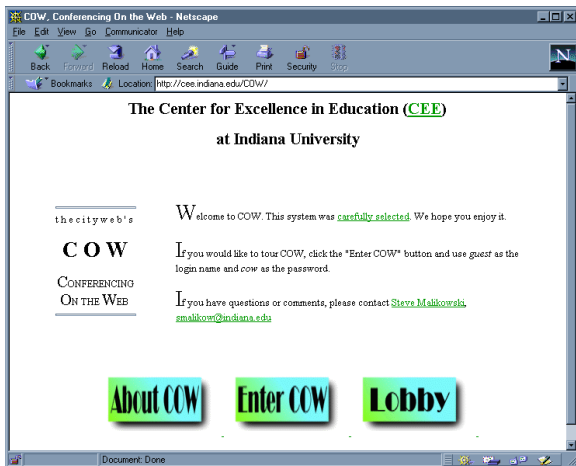 COW, Conferencing On the Web - Netscape
File Edit View Go Communicator Help
Back Forward Reload Home Search Guide Print Security Stop
N
Bookmarks Location: http://cee.indiana.edu/COW/
The Center for Excellence in Education (CEE)
at Indiana University
thecityweb's
COW
CONFERENCING
ON THE WEB
Welcome to COW. This system was carefully selected. We hope you enjoy it.
If you would like to tour COW, click the "Enter COW" button and use guest as the
login name and cow as the password.
If you have questions or comments, please contact Steve Malikowski,
smalikow@indiana.edu
About COW Enter COW Lobby
Document: Done